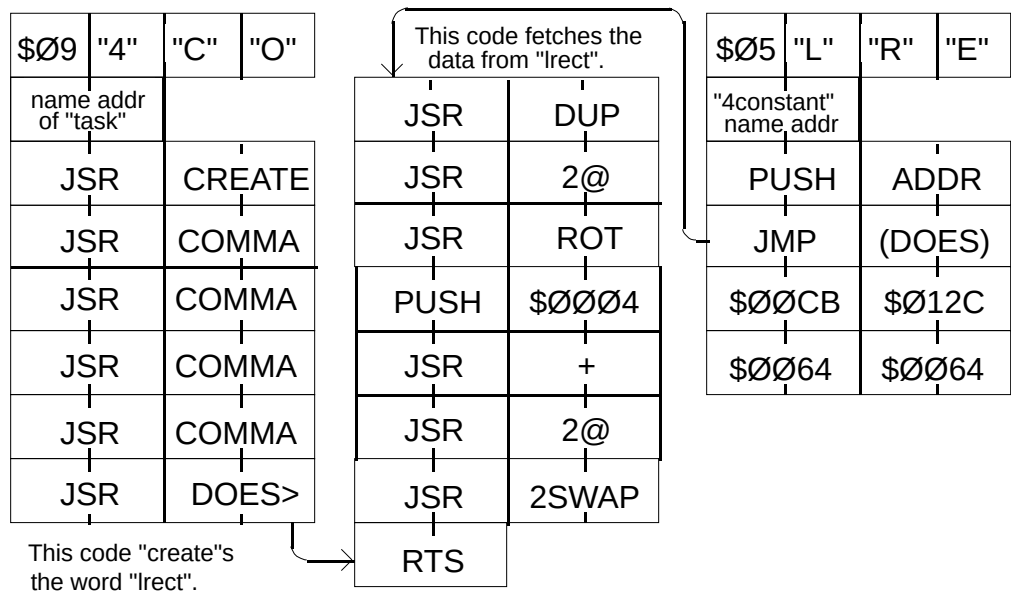 $Ø9 "4" "C" "O"
name addr
of "task"
JSR CREATE
JSR COMMA
JSR COMMA
JSR COMMA
JSR COMMA
JSR DOES>
This code "create"s
the word "lrect".
This code fetches the
data from "lrect".
JSR DUP
JSR 2@
JSR ROT
PUSH $ØØØ4
JSR +
JSR 2@
JSR 2SWAP
RTS
$Ø5 "L" "R" "E"
"4constant"
name addr
PUSH ADDR
JMP (DOES)
$ØØCB $Ø12C
$ØØ64 $ØØ64